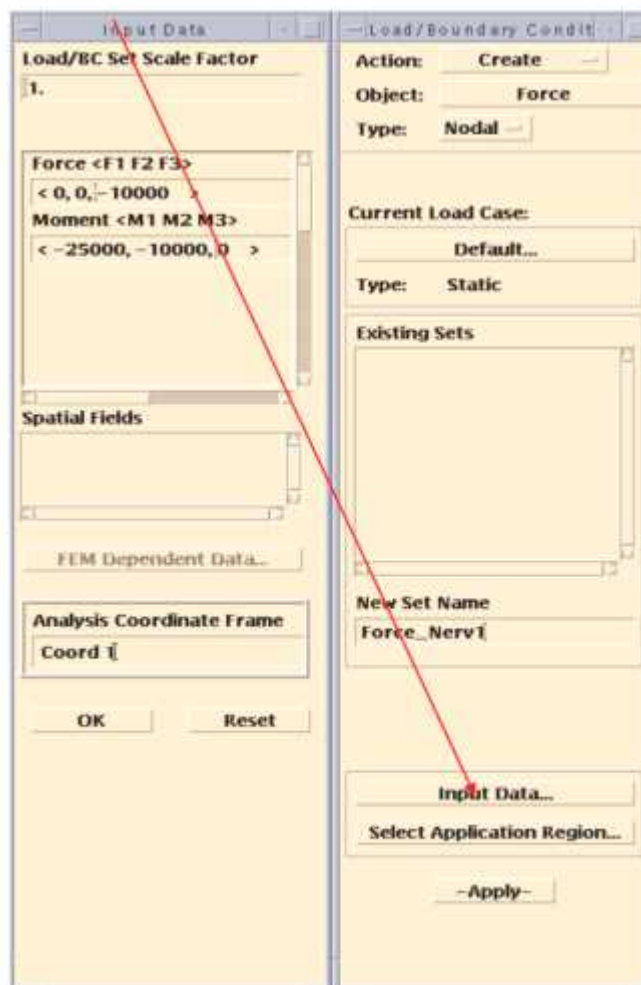 Input Data
Load/BC Set Scale Factor
1.
Force <F1 F2 F3>
< 0, 0, -10000 >
Moment <M1 M2 M3>
< -25000, -10000, 0 >
Spatial Fields
FEM Dependent Data...
Analysis Coordinate Frame
Coord 1
OK Reset
Load/Boundary Condit
Action: Create
Object: Force
Type: Nodal
Current Load Case:
Default...
Type: Static
Existing Sets
New Set Name
Force_Nerv1
Input Data...
Select Application Region...
-Apply-